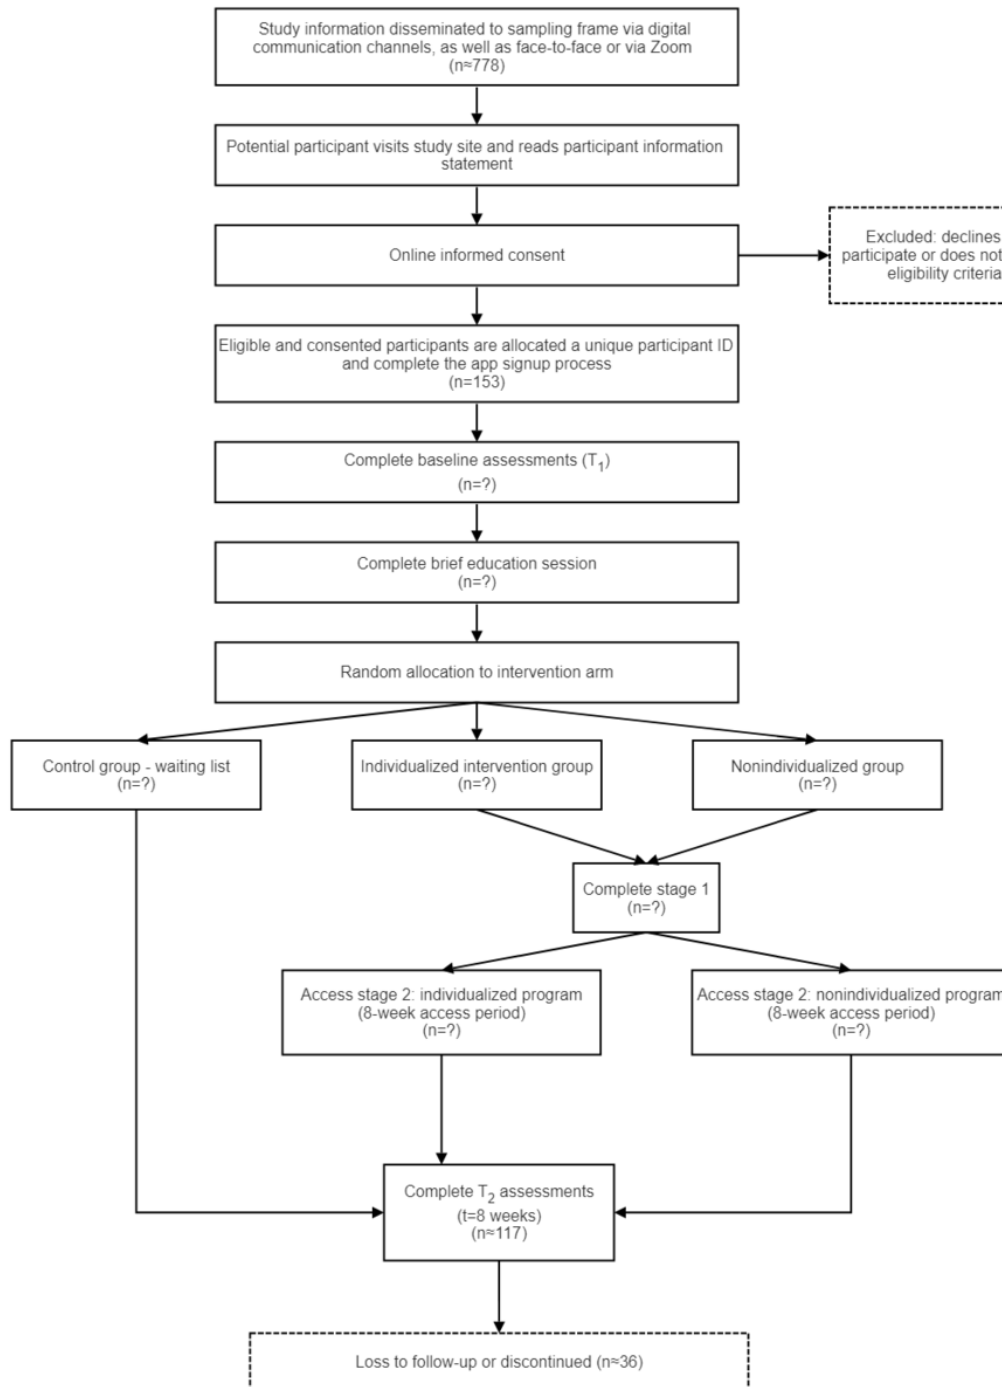 Study information disseminated to sampling frame via digital
communication channels, as well as face-to-face or via Zoom
(n≈778)
Potential participant visits study site and reads participant information
statement
Online informed consent
Excluded: declines
participate or does not
eligibility criteria
Eligible and consented participants are allocated a unique participant ID
and complete the app signup process
(n=153)
Complete baseline assessments (T1)
(n=?)
Complete brief education session
(n=?)
Random allocation to intervention arm
Control group - waiting list
(n=?)
Individualized intervention group
(n=?)
Nonindividualized group
(n=?)
Complete stage 1
(n=?)
Access stage 2: individualized program
(8-week access period)
(n=?)
Access stage 2: nonindividualized program
(8-week access period)
(n=?)
Complete T2 assessments
(t=8 weeks)
(n≈117)
Loss to follow-up or discontinued (n≈36)